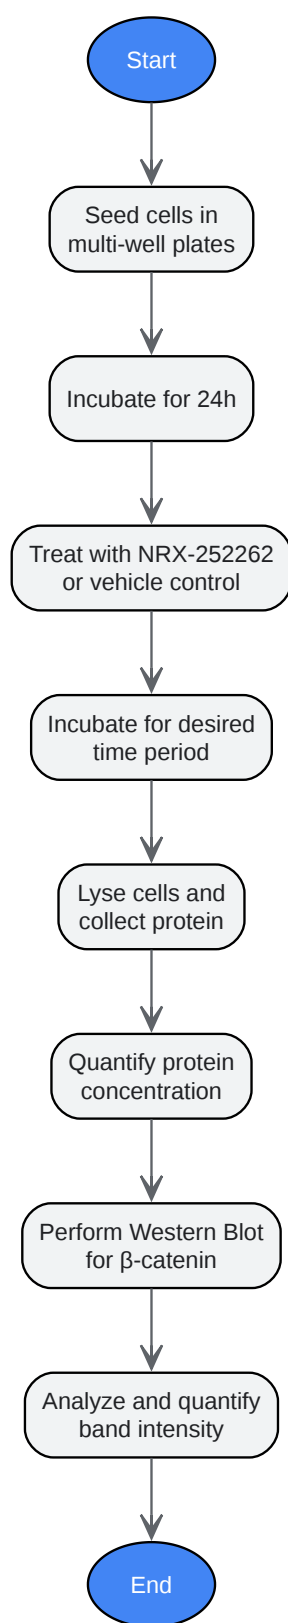 Start
Seed cells in
multi-well plates
Incubate for 24h
Treat with NRX-252262
or vehicle control
Incubate for desired
time period
Lyse cells and
collect protein
Quantify protein
concentration
Perform Western Blot
for β-catenin
Analyze and quantify
band intensity
End